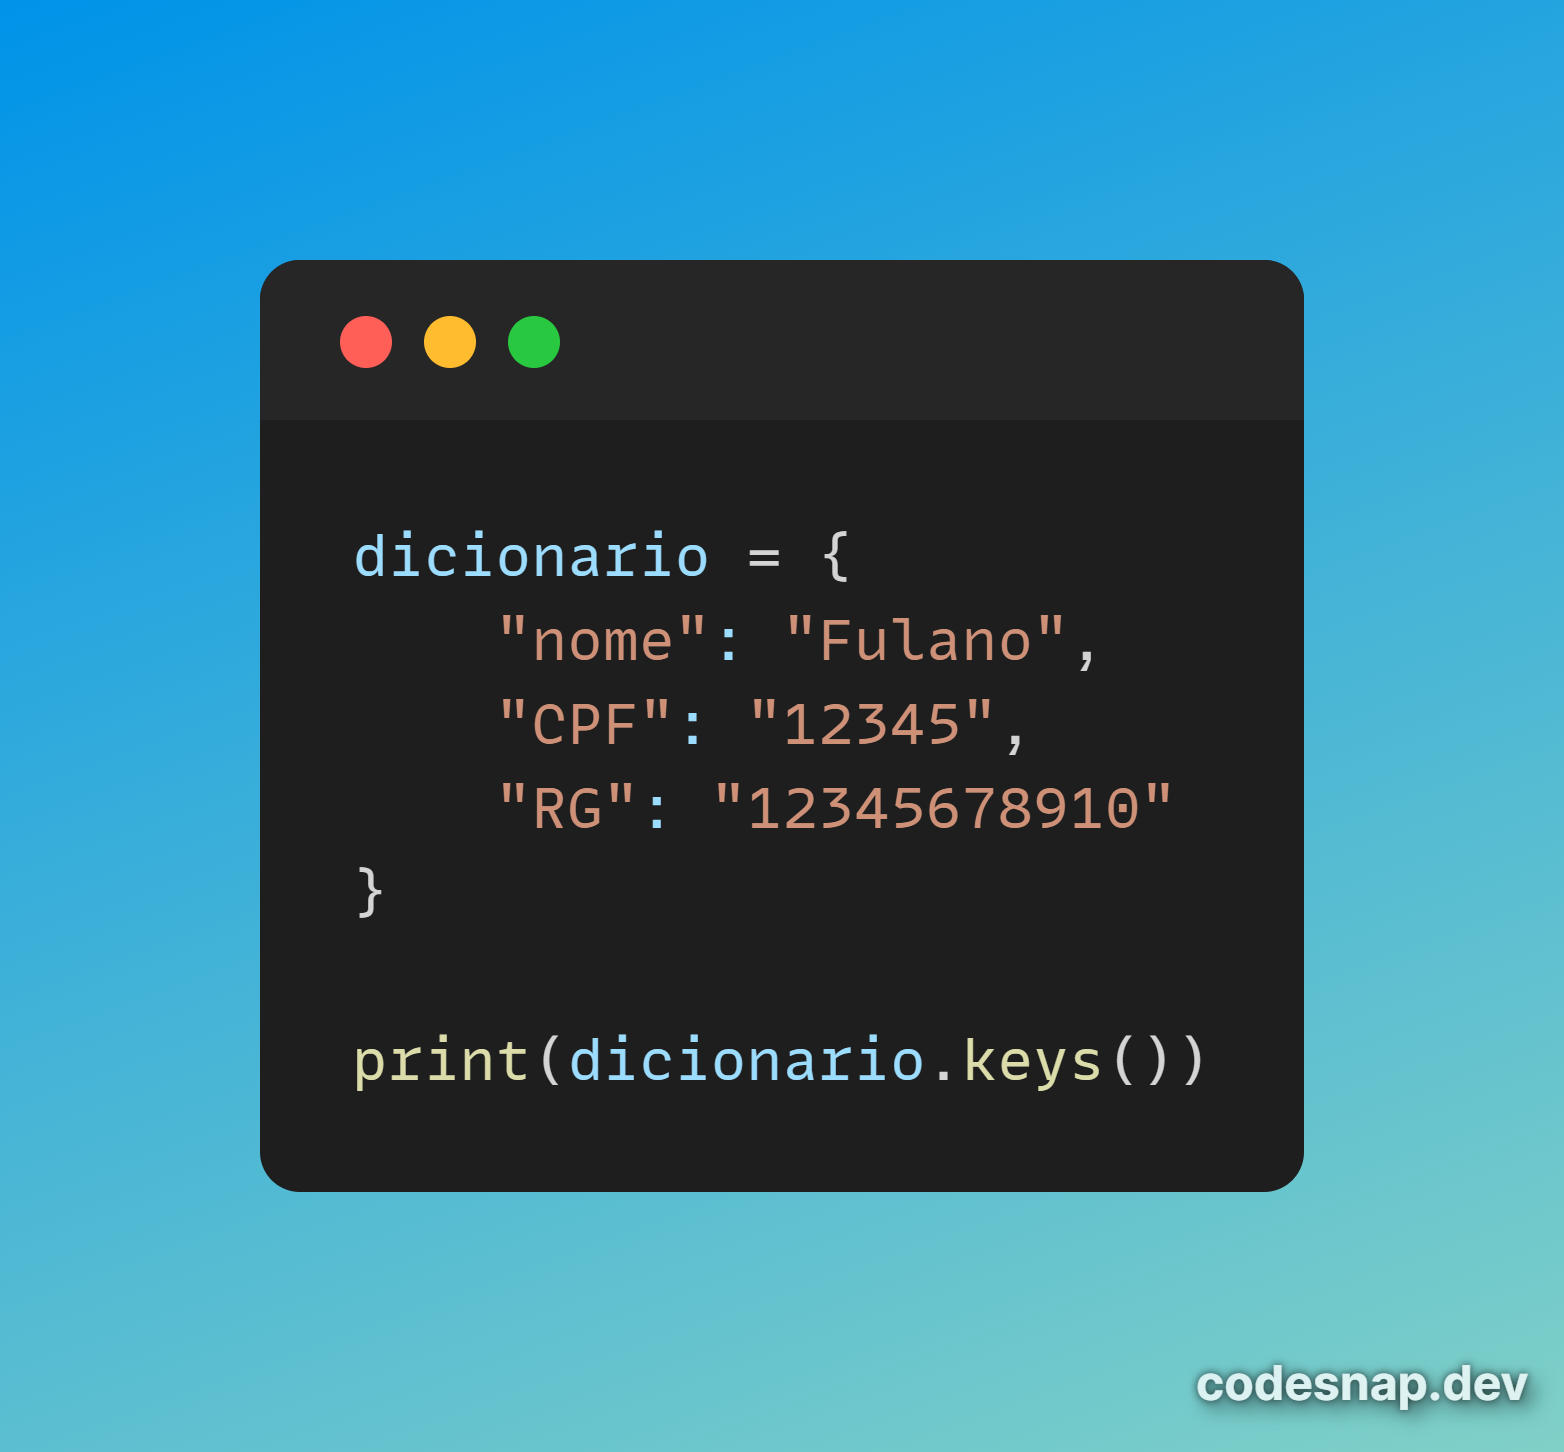 dicionario = {
    "nome": "Fulano",
    "CPF": "12345",
    "RG": "12345678910"
}

print(dicionario.keys())
codesnap.dev